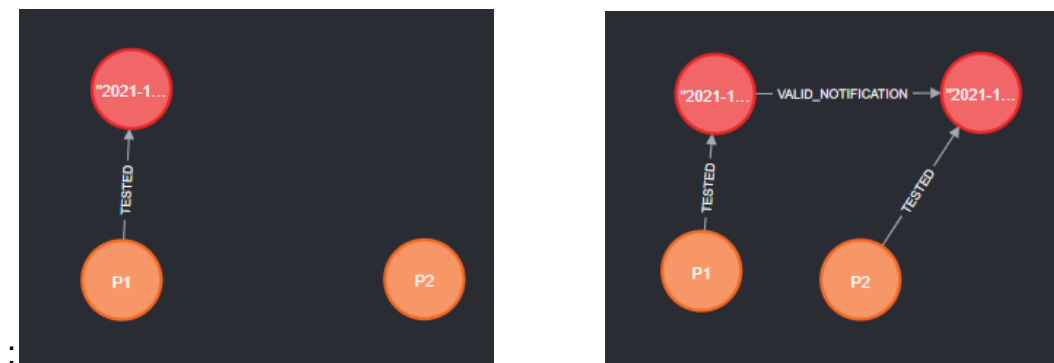 "2021-1...
TESTED
P1
P2
"2021-1...
VALID_NOTIFICATION
"2021-1...
TESTED
TESTED
P1
P2
: